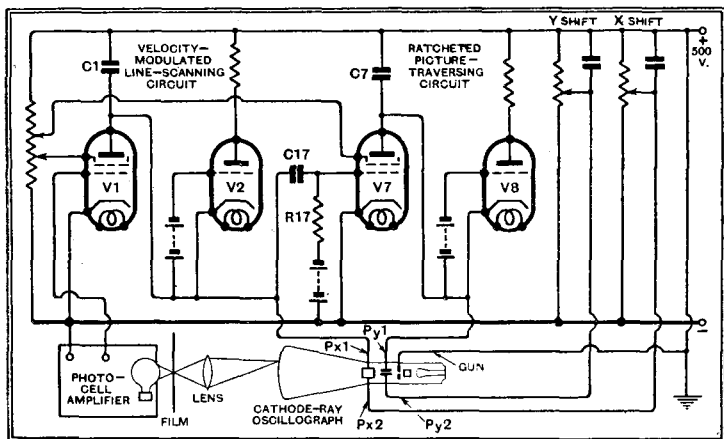 Y SHIFT
X SHIFT
+
500
V.
C1
VELOCITY-
MODULATED
LINE-SCANNING
CIRCUIT
C7
RATCHETED
PICTURE-
TRAVERSING
CIRCUIT
V1
V2
C17
R17
V7
V8
−
PHOTO-
CELL
AMPLIFIER
FILM
LENS
CATHODE-RAY
OSCILLOGRAPH
Px1
Py1
Px2
Py2
GUN